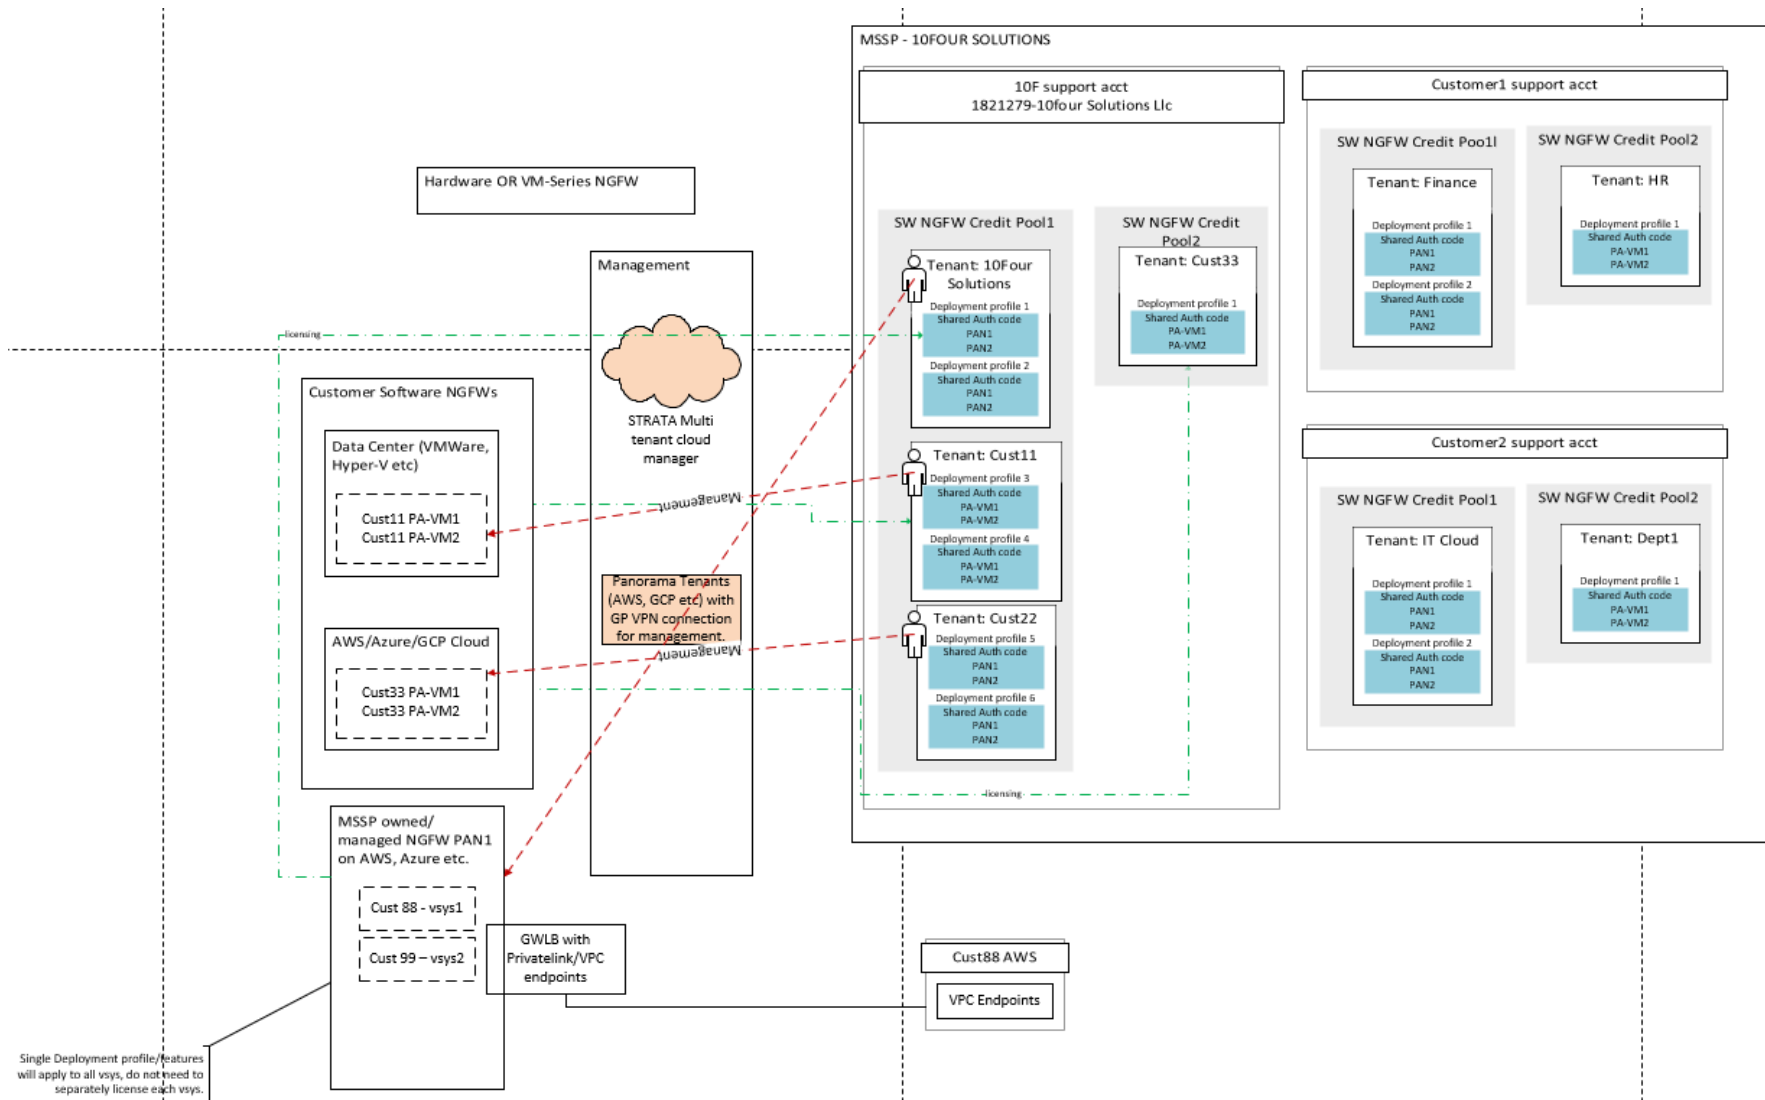 MSSP - 10FOUR SOLUTIONS
10F support acct
1821279-10four Solutions Llc
Customer1 support acct
SW NGFW Credit Poo1l
Tenant: Finance
Deployment profile 1
Shared Auth code
PAN1
PAN2
Deployment profile 2
Shared Auth code
PAN1
PAN2
SW NGFW Credit Pool2
Tenant: HR
Deployment profile 1
Shared Auth code
PA-VM1
PA-VM2
Hardware OR VM-Series NGFW
Management
STRATA Multi
tenant cloud
manager
Panorama Tenants
(AWS, GCP etc) with
GP VPN connection
for management.
SW NGFW Credit Pool1
Tenant: 10Four
Solutions
Deployment profile 1
Shared Auth code
PAN1
PAN2
Deployment profile 2
Shared Auth code
PAN1
PAN2
Tenant: Cust11
Deployment profile 3
Shared Auth code
PA-VM1
PA-VM2
Deployment profile 4
Shared Auth code
PA-VM1
PA-VM2
Tenant: Cust22
Deployment profile 5
Shared Auth code
PAN1
PAN2
Deployment profile 6
Shared Auth code
PAN1
PAN2
SW NGFW Credit
Pool2
Tenant: Cust33
Deployment profile 1
Shared Auth code
PA-VM1
PA-VM2
licensing
Management
Management
licensing
Customer Software NGFWs
Data Center (VMWare,
Hyper-V etc)
Cust11 PA-VM1
Cust11 PA-VM2
AWS/Azure/GCP Cloud
Cust33 PA-VM1
Cust33 PA-VM2
Customer2 support acct
SW NGFW Credit Pool1
Tenant: IT Cloud
Deployment profile 1
Shared Auth code
PAN1
PAN2
Deployment profile 2
Shared Auth code
PAN1
PAN2
SW NGFW Credit Pool2
Tenant: Dept1
Deployment profile 1
Shared Auth code
PA-VM1
PA-VM2
MSSP owned/
managed NGFW PAN1
on AWS, Azure etc.
Cust 88 - vsys1
Cust 99 – vsys2
GWLB with
Privatelink/VPC
endpoints
Cust88 AWS
VPC Endpoints
Single Deployment profile/features
will apply to all vsys, do not need to
separately license each vsys.